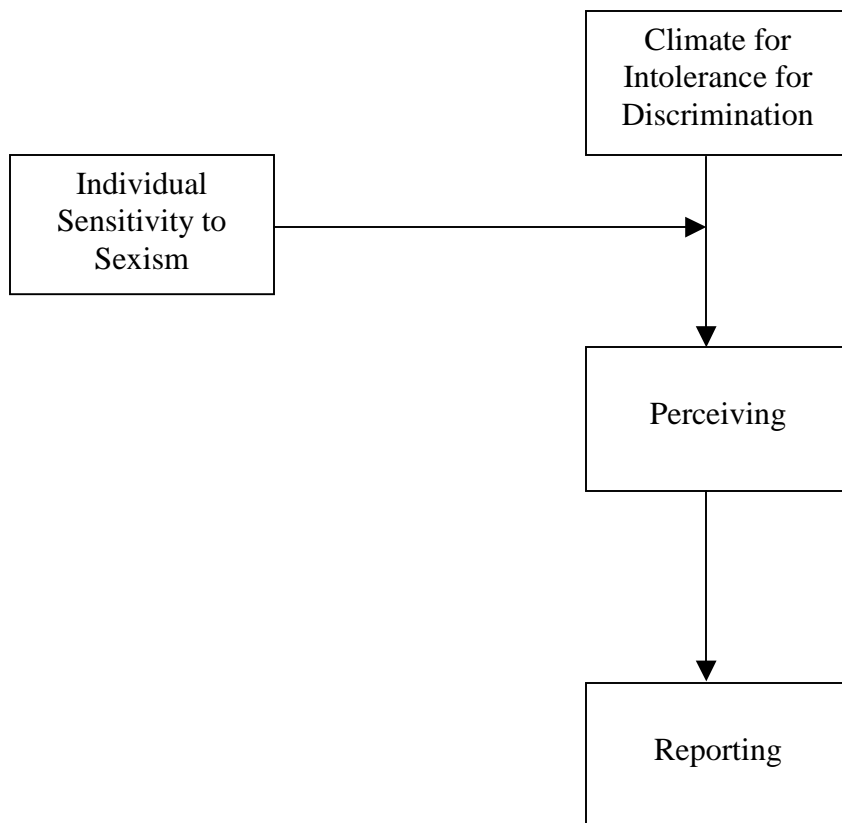 Climate for
Intolerance for
Discrimination
Individual
Sensitivity to
Sexism
Perceiving
Reporting